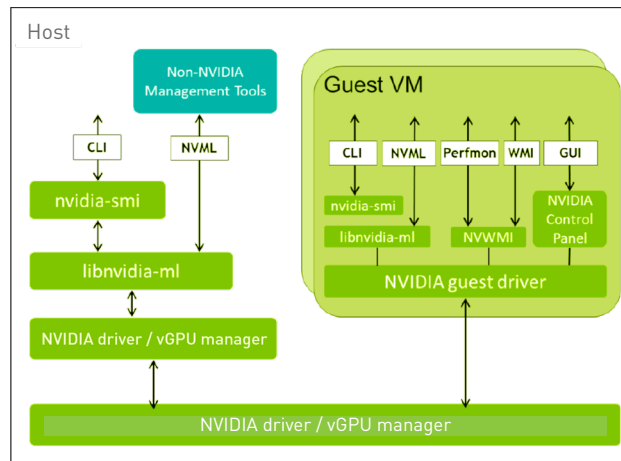 Host
Non-NVIDIA
Management Tools
CLI
NVML
nvidia-smi
libnvidia-ml
NVIDIA driver / vGPU manager
Guest VM
CLI
NVML
Perfmon
WMI
GUI
nvidia-smi
libnvidia-ml
NVWMI
NVIDIA
Control
Panel
NVIDIA guest driver
NVIDIA driver / vGPU manager